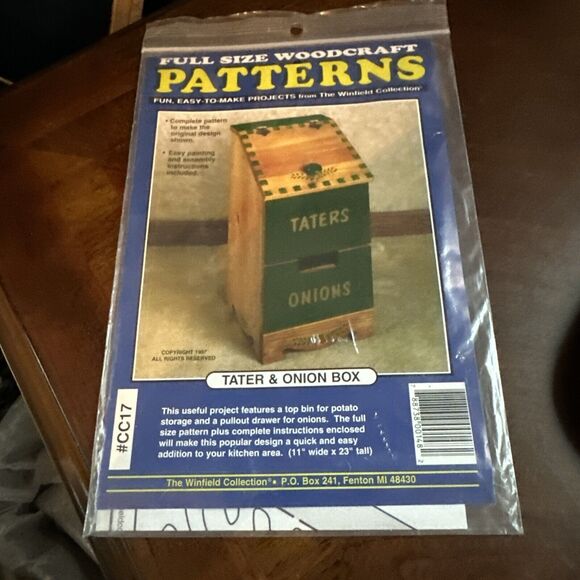 FULL SIZE WOODCRAFT
PATTERNS
FUN, EASY-TO-MAKE PROJECTS from The Winfield Collection®
• Complete pattern
to make the
original design
shown.
• Easy painting
and assembly
instructions
included.
TATERS
ONIONS
COPYRIGHT 1997
ALL RIGHTS RESERVED
TATER & ONION BOX
#CC17
This useful project features a top bin for potato
storage and a pullout drawer for onions. The full
size pattern plus complete instructions enclosed
will make this popular design a quick and easy
addition to your kitchen area. (11" wide x 23" tall)
The Winfield Collection® • P.O. Box 241, Fenton MI 48430